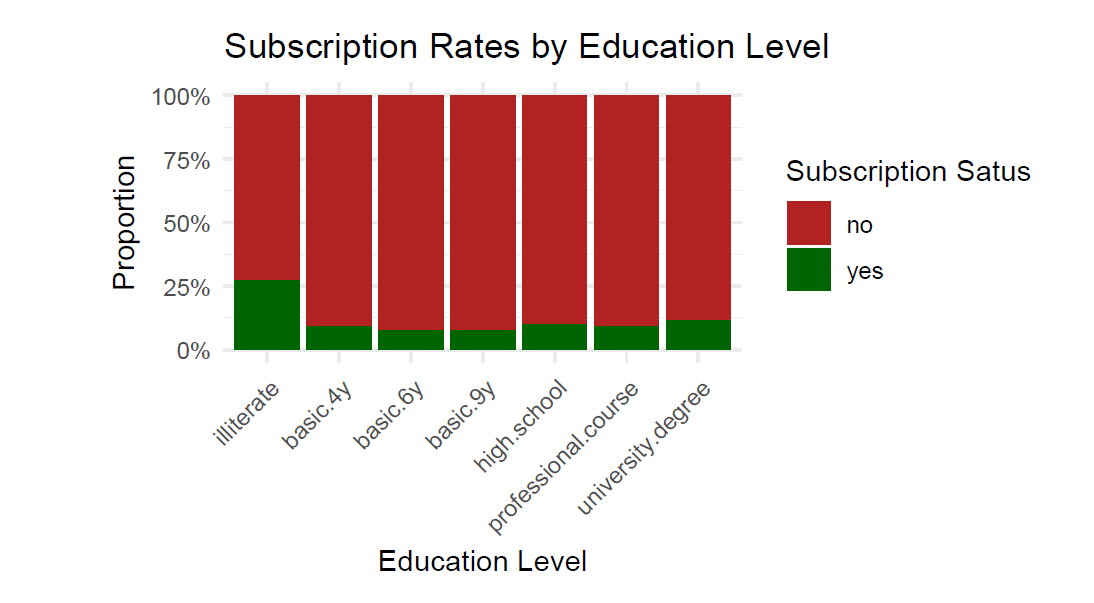 Subscription Rates by Education Level
100%
75%
50%
25%
0%
Proportion
illiterate
basic.4y
basic.6y
basic.9y
high.school
professional.course
university.degree
Education Level
Subscription Satus
no
yes